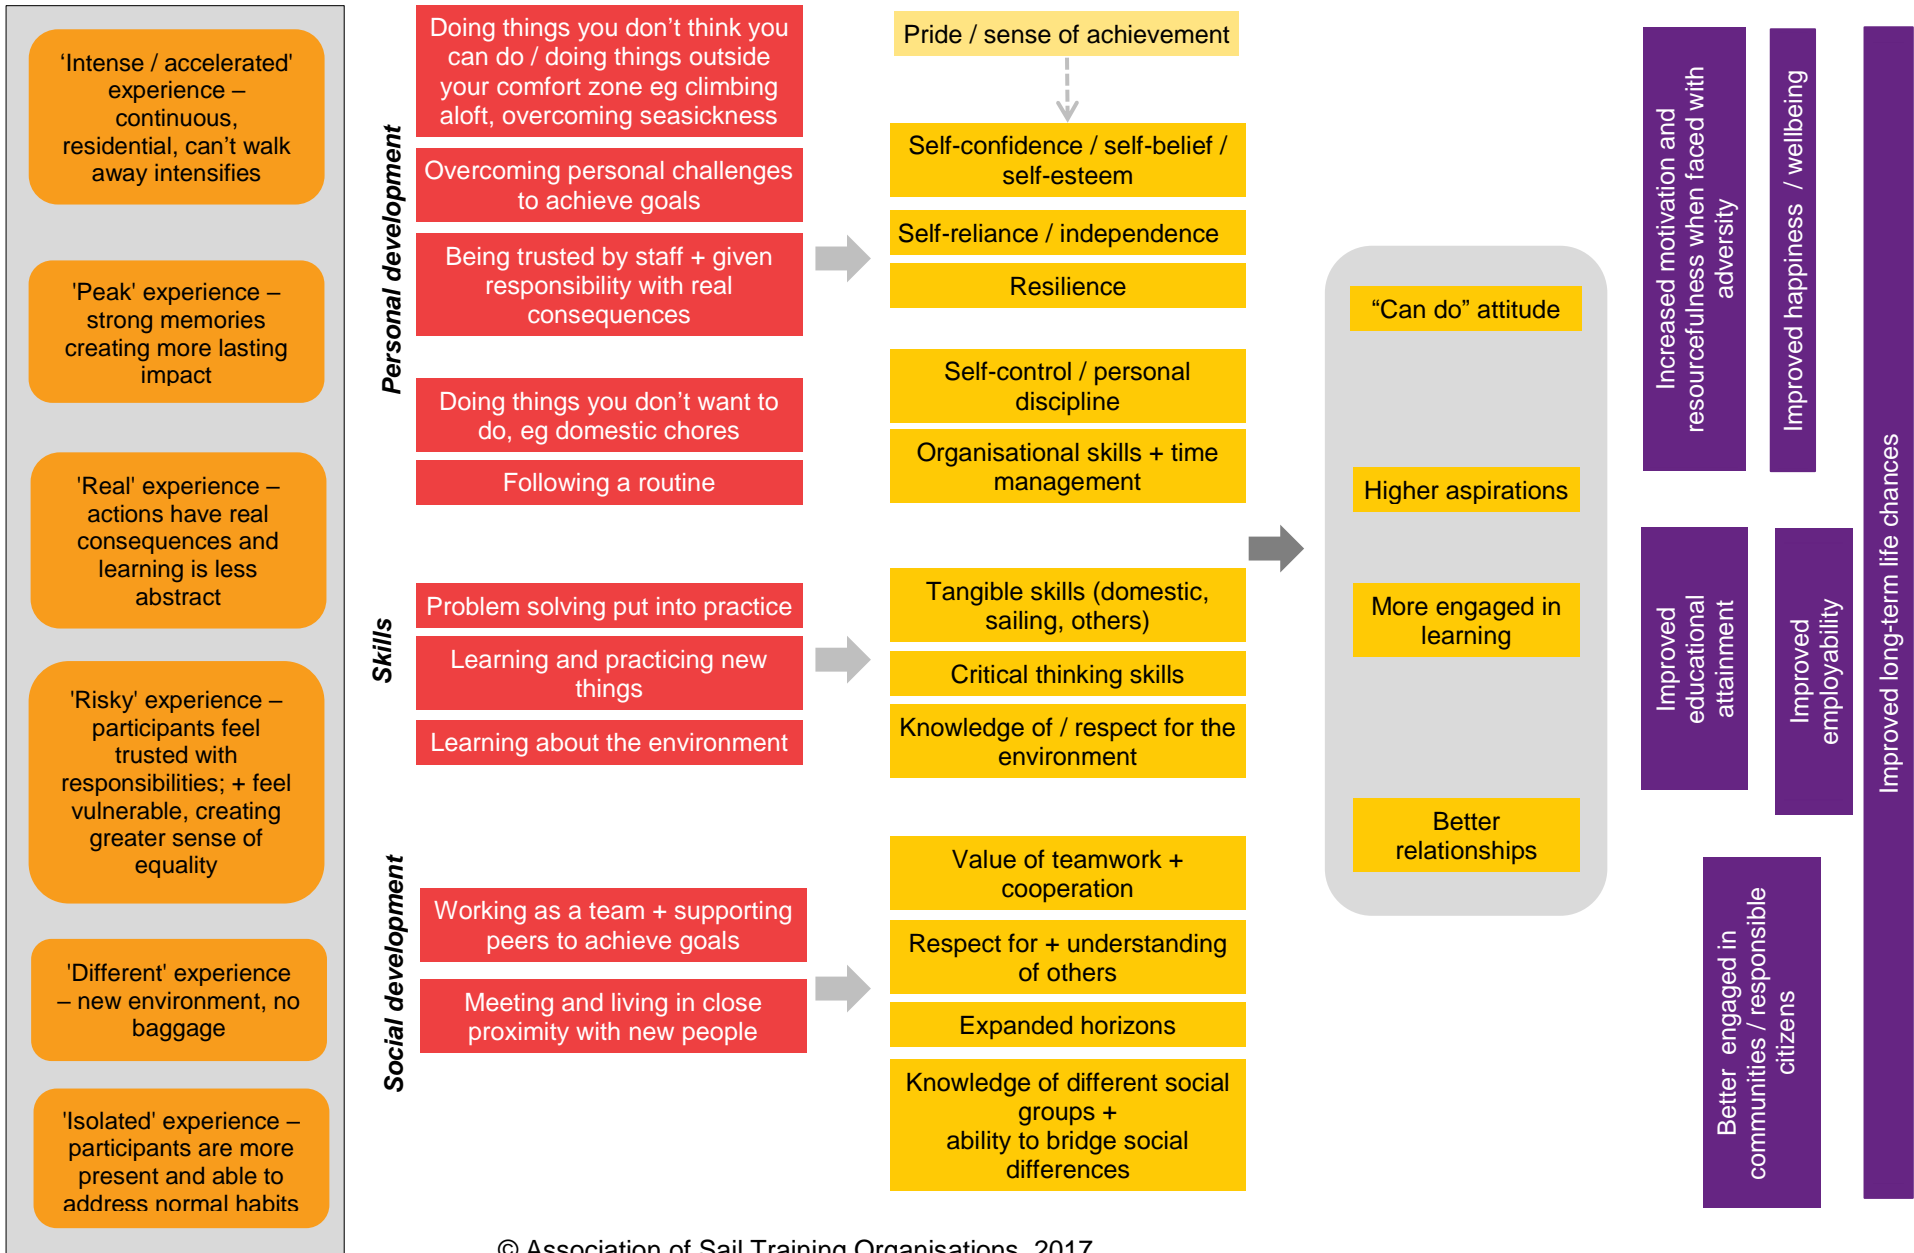 ‘Intense / accelerated'
experience –
continuous,
residential, can’t walk
away intensifies
'Peak' experience –
strong memories
creating more lasting
impact
'Real' experience –
actions have real
consequences and
learning is less
abstract
'Risky' experience –
participants feel
trusted with
responsibilities; + feel
vulnerable, creating
greater sense of
equality
'Different' experience
– new environment, no
baggage
'Isolated' experience –
participants are more
present and able to
address normal habits
Personal development
Doing things you don’t think you
can do / doing things outside
your comfort zone eg climbing
aloft, overcoming seasickness
Overcoming personal challenges
to achieve goals
Being trusted by staff + given
responsibility with real
consequences
Doing things you don’t want to
do, eg domestic chores
Following a routine
Skills
Problem solving put into practice
Learning and practicing new
things
Learning about the environment
Social development
Working as a team + supporting
peers to achieve goals
Meeting and living in close
proximity with new people
Pride / sense of achievement
Self-confidence / self-belief /
self-esteem
Self-reliance / independence
Resilience
Self-control / personal
discipline
Organisational skills + time
management
Tangible skills (domestic,
sailing, others)
Critical thinking skills
Knowledge of / respect for the
environment
Value of teamwork +
cooperation
Respect for + understanding
of others
Expanded horizons
Knowledge of different social
groups +
ability to bridge social
differences
“Can do” attitude
Higher aspirations
More engaged in
learning
Better
relationships
Increased motivation and
resourcefulness when faced with
adversity
Improved happiness / wellbeing
Improved
educational
attainment
Improved
employability
Better engaged in
communities / responsible
citizens
Improved long-term life chances
© Association of Sail Training Organisations, 2017